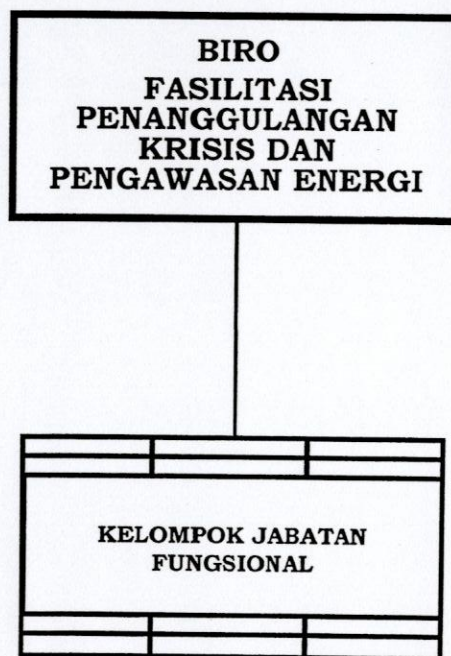 BIRO
FASILITASI
PENANGGULANGAN
KRISIS DAN
PENGAWASAN ENERGI
KELOMPOK JABATAN
FUNGSIONAL